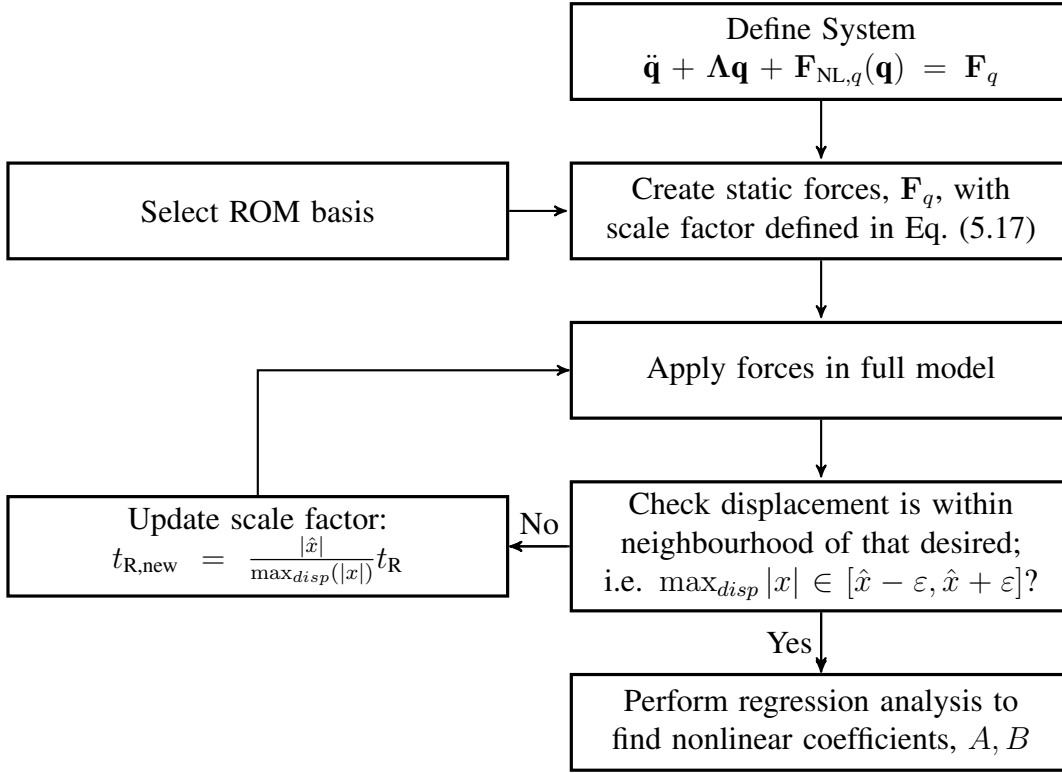 Define System
q̈ + Λq + F_NL,q(q) = F_q
Select ROM basis
Create static forces, F_q, with
scale factor defined in Eq. (5.17)
Apply forces in full model
Update scale factor:
t_R,new = |x̂| / max_disp(|x|) t_R
No
Check displacement is within
neighbourhood of that desired;
i.e. max_disp |x| ∈ [x̂ − ε, x̂ + ε]?
Yes
Perform regression analysis to
find nonlinear coefficients, A, B